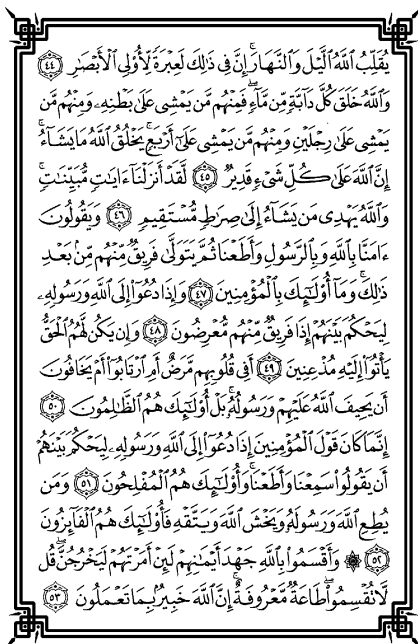 يُقَلِّبُ ٱللَّهُ ٱلَّيْلَ وَٱلنَّهَارَۚ إِنَّ فِي ذَٰلِكَ لَعِبْرَةً لِّأُو۟لِي ٱلْأَبْصَٰرِ ٤٤
وَٱللَّهُ خَلَقَ كُلَّ دَآبَّةٍ مِّن مَّآءٍۖ فَمِنْهُم مَّن يَمْشِي عَلَىٰ بَطْنِهِۦ وَمِنْهُم مَّن
يَمْشِي عَلَىٰ رِجْلَيْنِ وَمِنْهُم مَّن يَمْشِي عَلَىٰٓ أَرْبَعٍۚ يَخْلُقُ ٱللَّهُ مَا يَشَآءُۚ
إِنَّ ٱللَّهَ عَلَىٰ كُلِّ شَيْءٍ قَدِيرٌ ٤٥ لَّقَدْ أَنزَلْنَآ ءَايَٰتٍ مُّبَيِّنَٰتٍۚ
وَٱللَّهُ يَهْدِي مَن يَشَآءُ إِلَىٰ صِرَٰطٍ مُّسْتَقِيمٍ ٤٦ وَيَقُولُونَ
ءَامَنَّا بِٱللَّهِ وَبِٱلرَّسُولِ وَأَطَعْنَا ثُمَّ يَتَوَلَّىٰ فَرِيقٌ مِّنْهُم مِّنۢ بَعْدِ
ذَٰلِكَۚ وَمَآ أُو۟لَٰٓئِكَ بِٱلْمُؤْمِنِينَ ٤٧ وَإِذَا دُعُوٓا۟ إِلَى ٱللَّهِ وَرَسُولِهِۦ
لِيَحْكُمَ بَيْنَهُمْ إِذَا فَرِيقٌ مِّنْهُم مُّعْرِضُونَ ٤٨ وَإِن يَكُن لَّهُمُ ٱلْحَقُّ
يَأْتُوٓا۟ إِلَيْهِ مُذْعِنِينَ ٤٩ أَفِي قُلُوبِهِم مَّرَضٌ أَمِ ٱرْتَابُوٓا۟ أَمْ يَخَافُونَ
أَن يَحِيفَ ٱللَّهُ عَلَيْهِمْ وَرَسُولُهُۥۚ بَلْ أُو۟لَٰٓئِكَ هُمُ ٱلظَّٰلِمُونَ ٥٠
إِنَّمَا كَانَ قَوْلَ ٱلْمُؤْمِنِينَ إِذَا دُعُوٓا۟ إِلَى ٱللَّهِ وَرَسُولِهِۦ لِيَحْكُمَ بَيْنَهُمْ
أَن يَقُولُوا۟ سَمِعْنَا وَأَطَعْنَاۚ وَأُو۟لَٰٓئِكَ هُمُ ٱلْمُفْلِحُونَ ٥١ وَمَن
يُطِعِ ٱللَّهَ وَرَسُولَهُۥ وَيَخْشَ ٱللَّهَ وَيَتَّقْهِ فَأُو۟لَٰٓئِكَ هُمُ ٱلْفَآئِزُونَ
٥٢ ۞ وَأَقْسَمُوا۟ بِٱللَّهِ جَهْدَ أَيْمَٰنِهِمْ لَئِنْ أَمَرْتَهُمْ لَيَخْرُجُنَّۖ قُل
لَّا تُقْسِمُوا۟ۖ طَاعَةٌ مَّعْرُوفَةٌۚ إِنَّ ٱللَّهَ خَبِيرٌۢ بِمَا تَعْمَلُونَ ٥٣